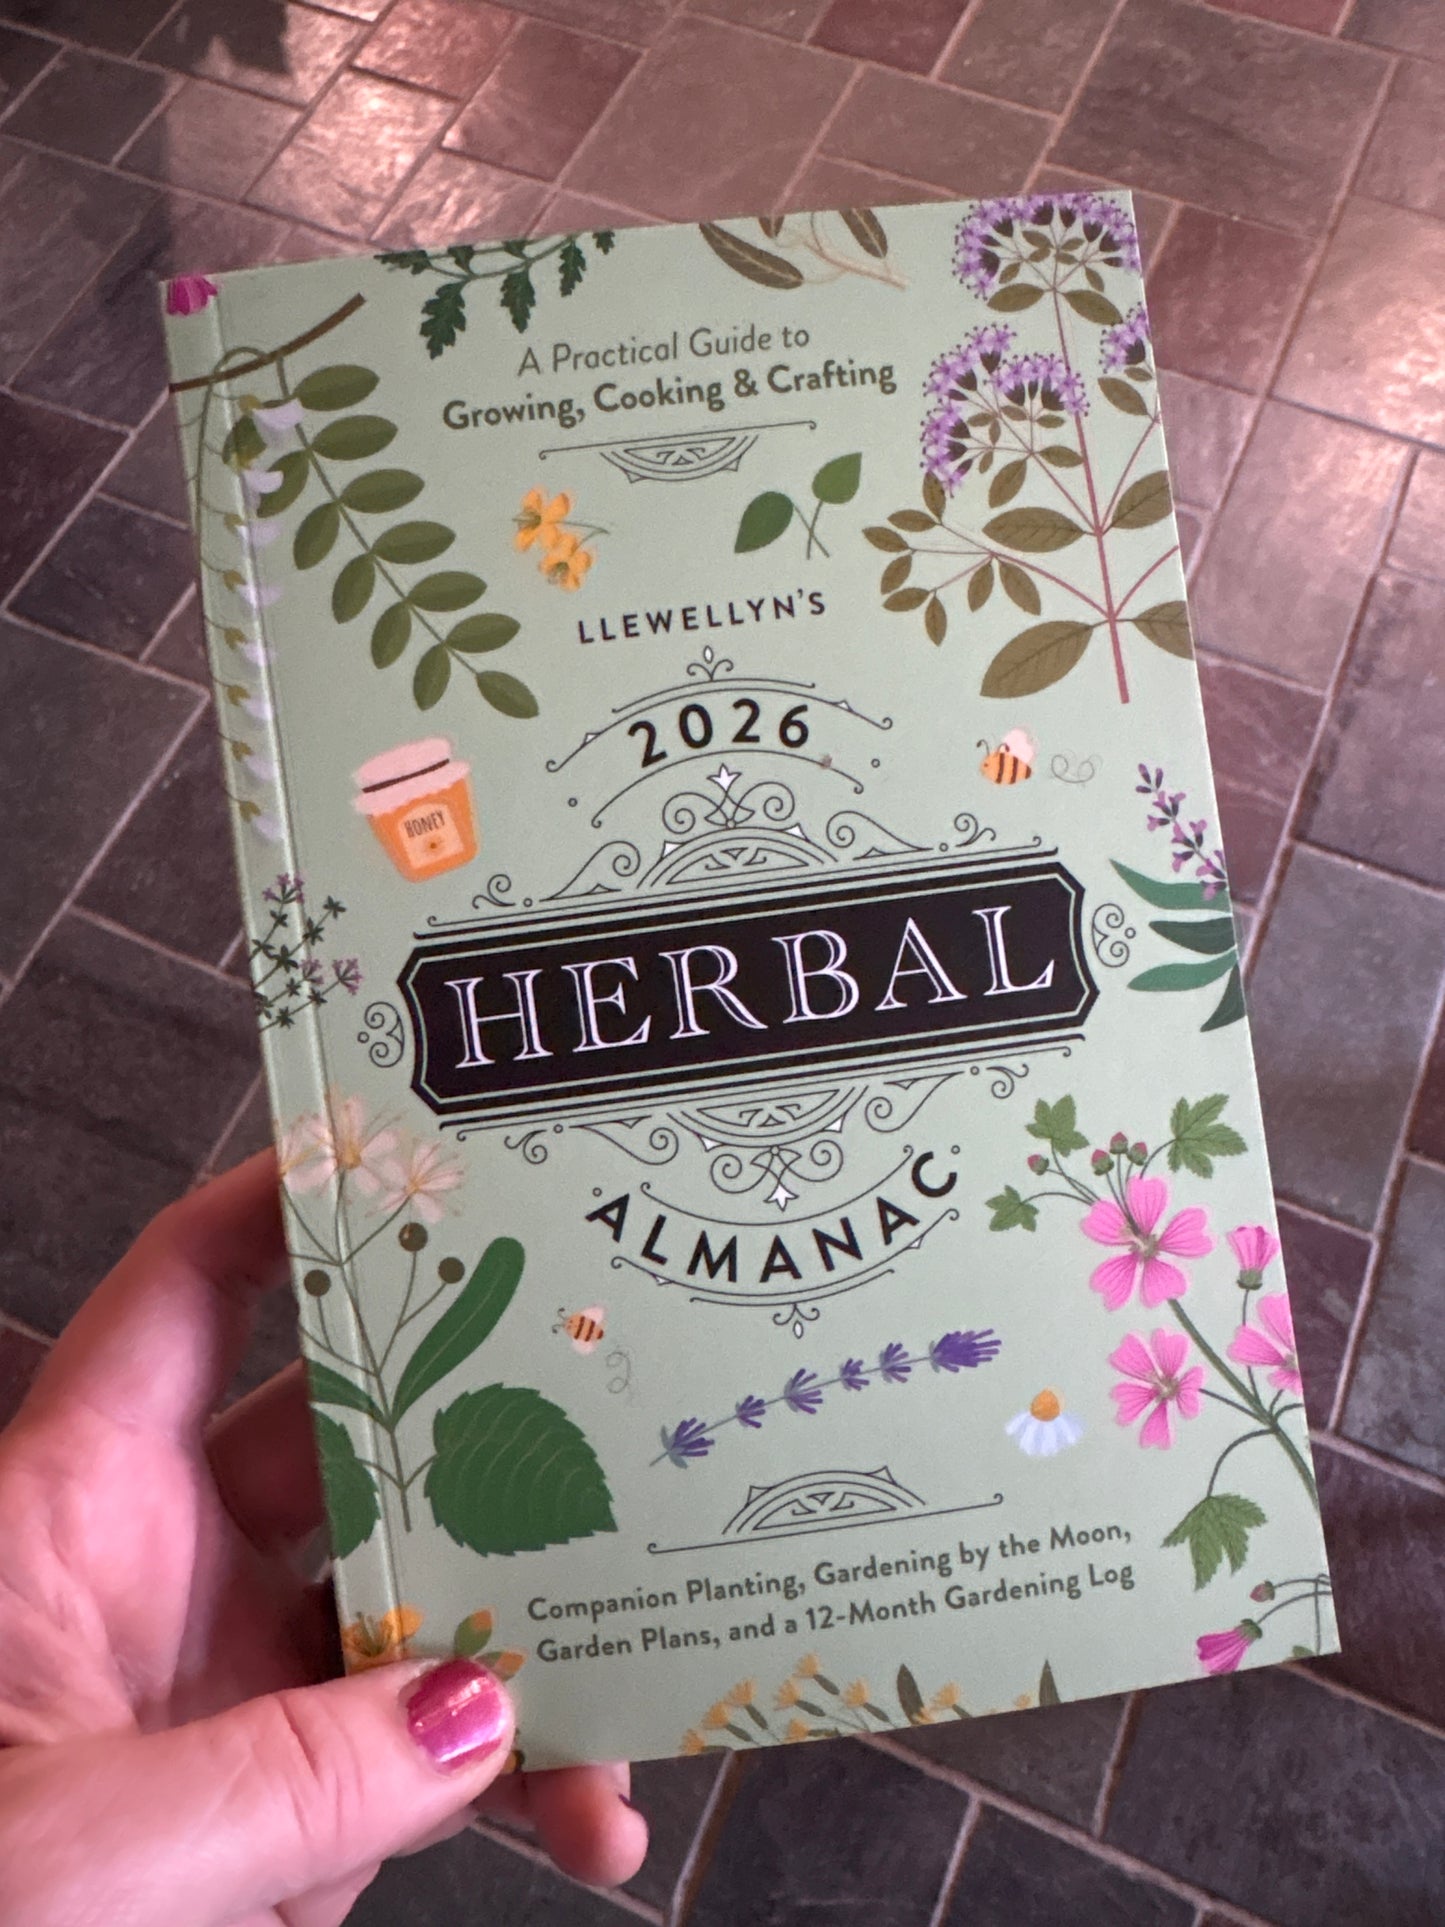 A Practical Guide to
Growing, Cooking & Crafting
LLEWELLYN'S
2026
HONEY
HERBAL
ALMANAC
Companion Planting, Gardening by the Moon,
Garden Plans, and a 12-Month Gardening Log